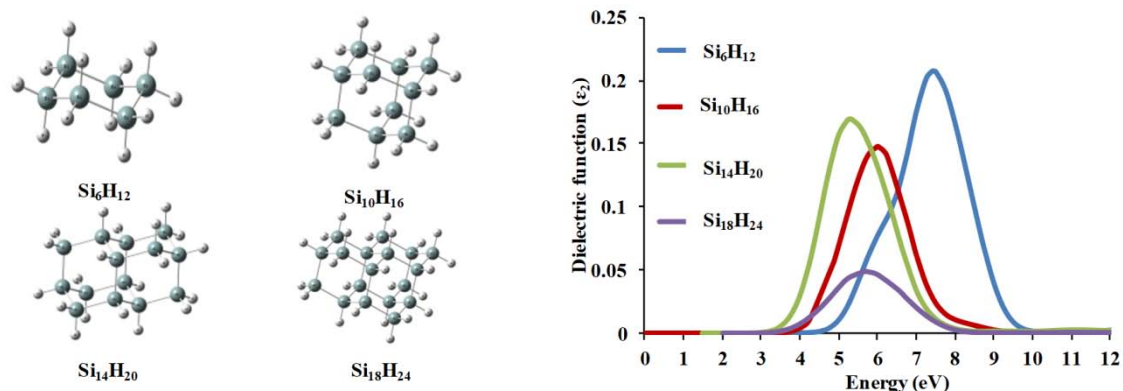 Si₆H₁₂
Si₁₀H₁₆
Si₁₄H₂₀
Si₁₈H₂₄
Dielectric function (ε₂)
0.25
0.2
0.15
0.1
0.05
0
Si₆H₁₂
Si₁₀H₁₆
Si₁₄H₂₀
Si₁₈H₂₄
0 1 2 3 4 5 6 7 8 9 10 11 12
Energy (eV)